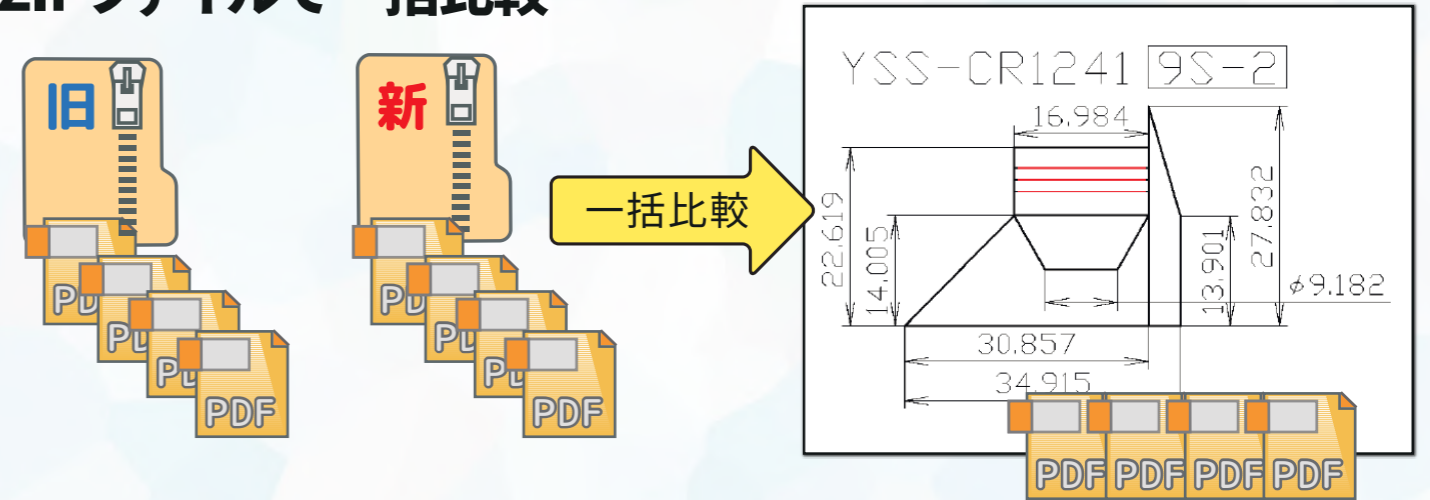 旧
新
一括比較
YSS-CR1241 9S-2
16.984
22.619
14.005
27.832
13.901
φ9.182
30.857
34.915
PDF
PDF
PDF
PDF
PDF
PDF